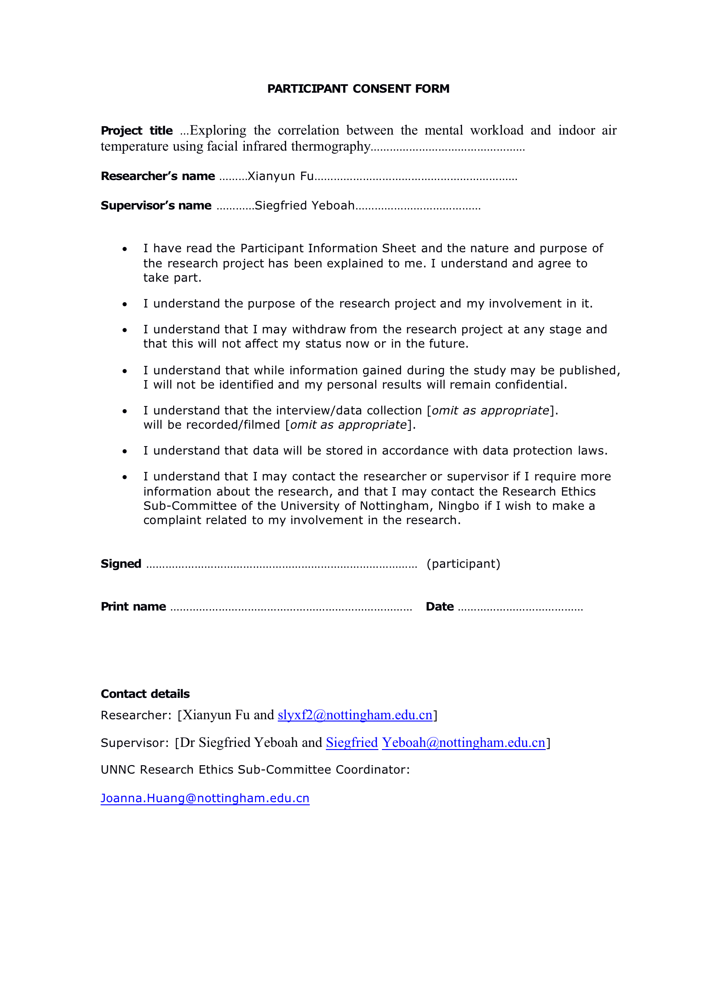 PARTICIPANT CONSENT FORM
Project title …Exploring the correlation between the mental workload and indoor air
temperature using facial infrared thermography…………………………………………
Researcher’s name ………Xianyun Fu………………………………………………………
Supervisor’s name …………Siegfried Yeboah…………………………………
• I have read the Participant Information Sheet and the nature and purpose of
the research project has been explained to me. I understand and agree to
take part.
• I understand the purpose of the research project and my involvement in it.
• I understand that I may withdraw from the research project at any stage and
that this will not affect my status now or in the future.
• I understand that while information gained during the study may be published,
I will not be identified and my personal results will remain confidential.
• I understand that the interview/data collection [omit as appropriate].
will be recorded/filmed [omit as appropriate].
• I understand that data will be stored in accordance with data protection laws.
• I understand that I may contact the researcher or supervisor if I require more
information about the research, and that I may contact the Research Ethics
Sub-Committee of the University of Nottingham, Ningbo if I wish to make a
complaint related to my involvement in the research.
Signed ………………………………………………………………………… (participant)
Print name ………………………………………………………………… Date …………………………………
Contact details
Researcher: [Xianyun Fu and slyxf2@nottingham.edu.cn]
Supervisor: [Dr Siegfried Yeboah and Siegfried Yeboah@nottingham.edu.cn]
UNNC Research Ethics Sub-Committee Coordinator:
Joanna.Huang@nottingham.edu.cn